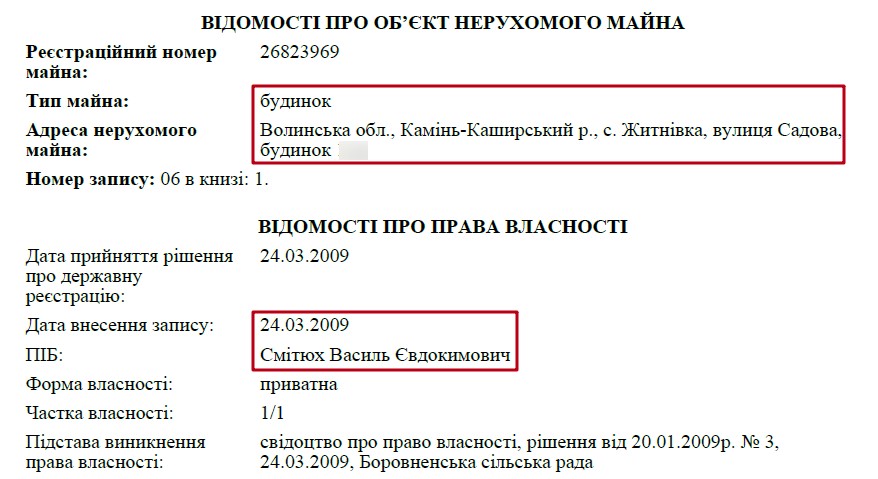 ВІДОМОСТІ ПРО ОБ’ЄКТ НЕРУХОМОГО МАЙНА
Реєстраційний номер майна: 26823969
Тип майна: будинок
Адреса нерухомого майна: Волинська обл., Камінь-Каширський р., с. Житнівка, вулиця Садова,
будинок
Номер запису: 06 в книзі: 1.
ВІДОМОСТІ ПРО ПРАВА ВЛАСНОСТІ
Дата прийняття рішення про державну реєстрацію: 24.03.2009
Дата внесення запису: 24.03.2009
ПІБ: Смітюх Василь Євдокимович
Форма власності: приватна
Частка власності: 1/1
Підстава виникнення права власності: свідоцтво про право власності, рішення від 20.01.2009р. № 3,
24.03.2009, Боровненська сільська рада